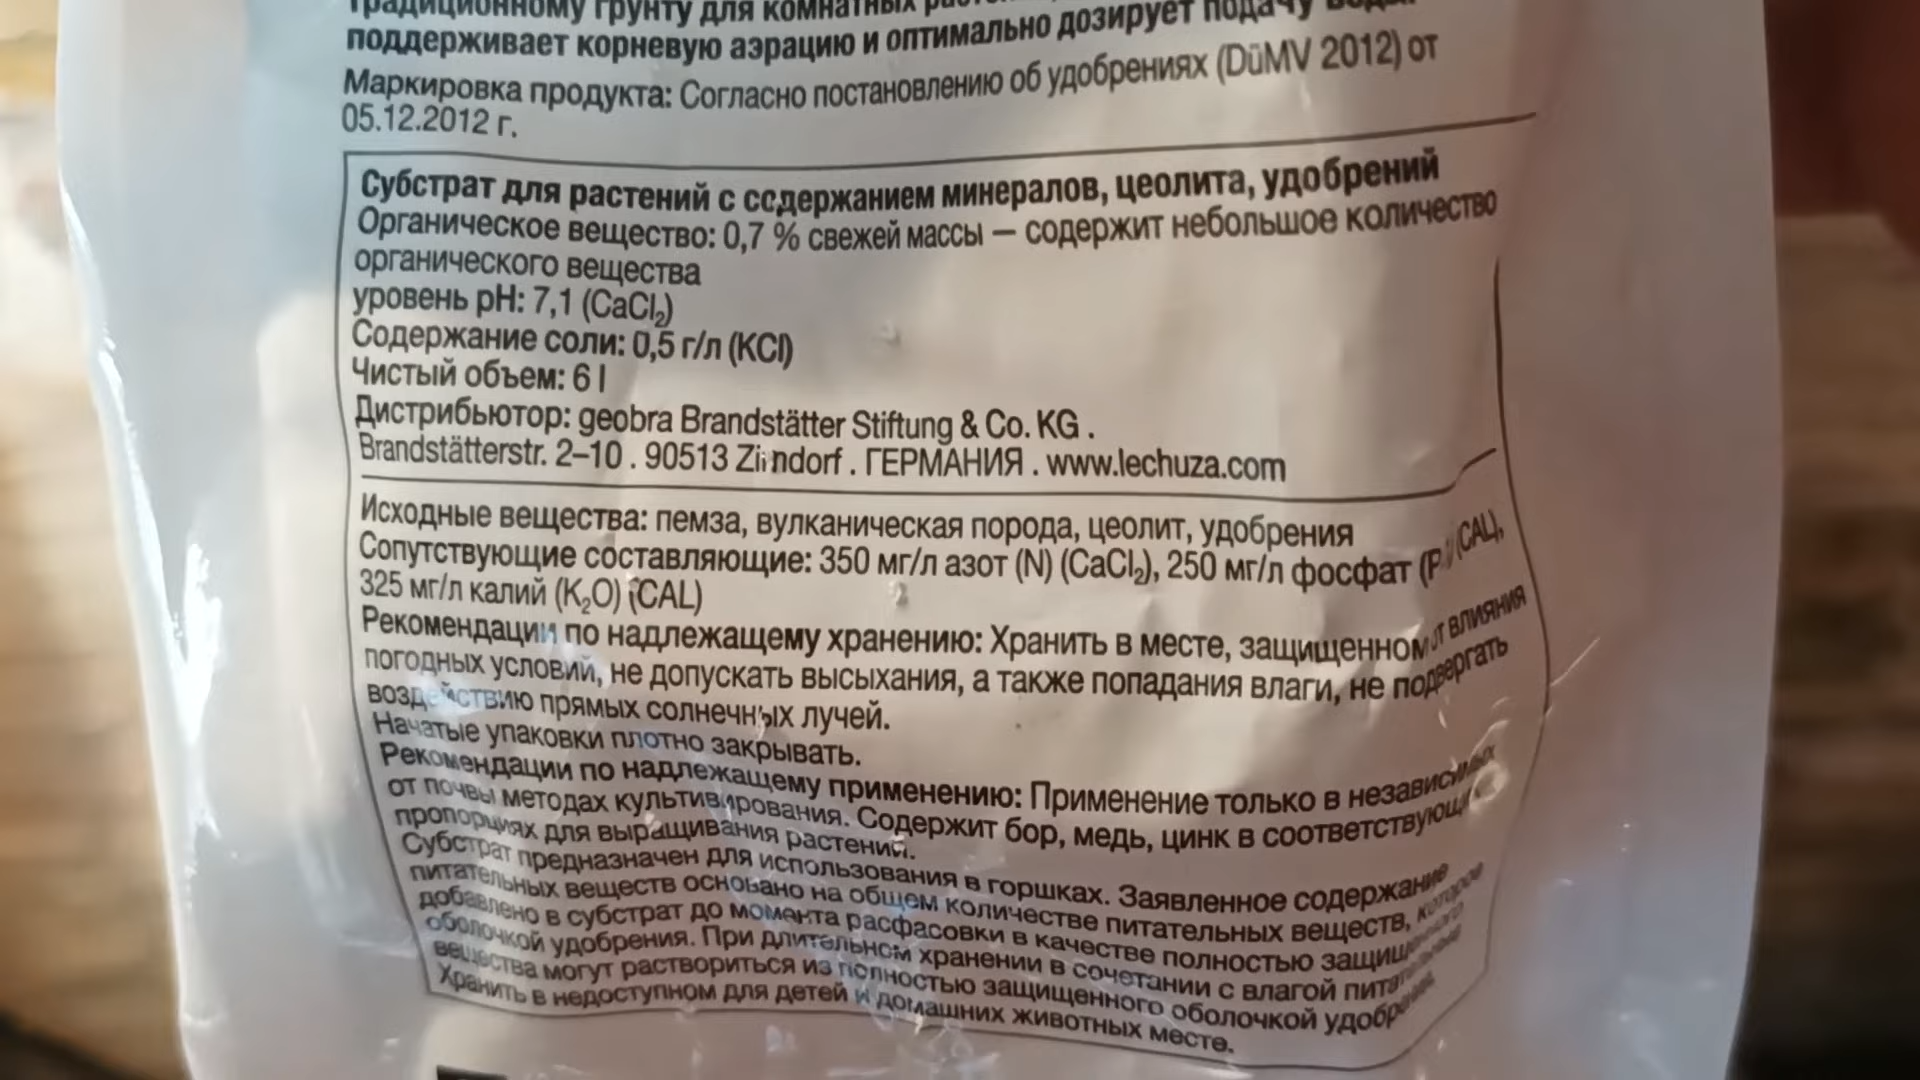 традиционному грунту для комнатных
поддерживает корневую аэрацию и оптимально дозирует подачу воды.
Маркировка продукта: Согласно постановлению об удобрениях (DüMV 2012) от
05.12.2012 г.
Субстрат для растений с содержанием минералов, цеолита, удобрений
Органическое вещество: 0,7 % свежей массы – содержит небольшое количество
органического вещества
уровень pH: 7,1 (CaCl₂)
Содержание соли: 0,5 г/л (KCl)
Чистый объем: 6 l
Дистрибьютор: geobra Brandstätter Stiftung & Co. KG .
Brandstätterstr. 2–10 . 90513 Zirndorf . ГЕРМАНИЯ . www.lechuza.com
Исходные вещества: пемза, вулканическая порода, цеолит, удобрения
Сопутствующие составляющие: 350 мг/л азот (N) (CaCl₂), 250 мг/л фосфат (CAL),
325 мг/л калий (K₂O) (CAL)
Рекомендации по надлежащему хранению: Хранить в месте, защищенном от влияния
погодных условий, не допускать высыхания, а также попадания влаги, не подвергать
воздействию прямых солнечных лучей.
Начатые упаковки плотно закрывать.
Рекомендации по надлежащему применению: Применение только в независимых
от почвы методах культивирования. Содержит бор, медь, цинк в соответствующих
пропорциях для выращивания растений.
Субстрат предназначен для использования в горшках. Заявленное содержание
питательных веществ основано на общем количестве питательных веществ, которое
добавлено в субстрат до момента расфасовки в качестве полностью защищенного
оболочкой удобрения. При длительном хранении в сочетании с влагой питательные
вещества могут раствориться из полностью защищенного оболочкой удобрения.
Хранить в недоступном для детей и домашних животных месте.